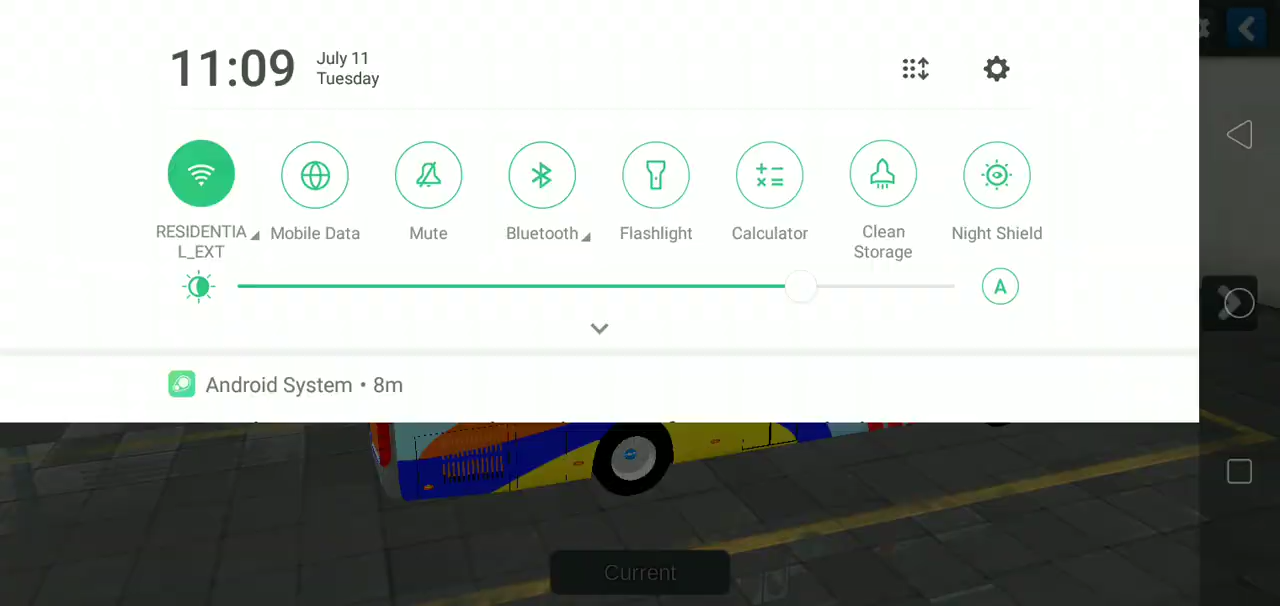 11:09
July 11
Tuesday
RESIDENTIA
L_EXT
Mobile Data
Mute
Bluetooth
Flashlight
Calculator
Clean
Storage
Night Shield
A
Android System • 8m
Current